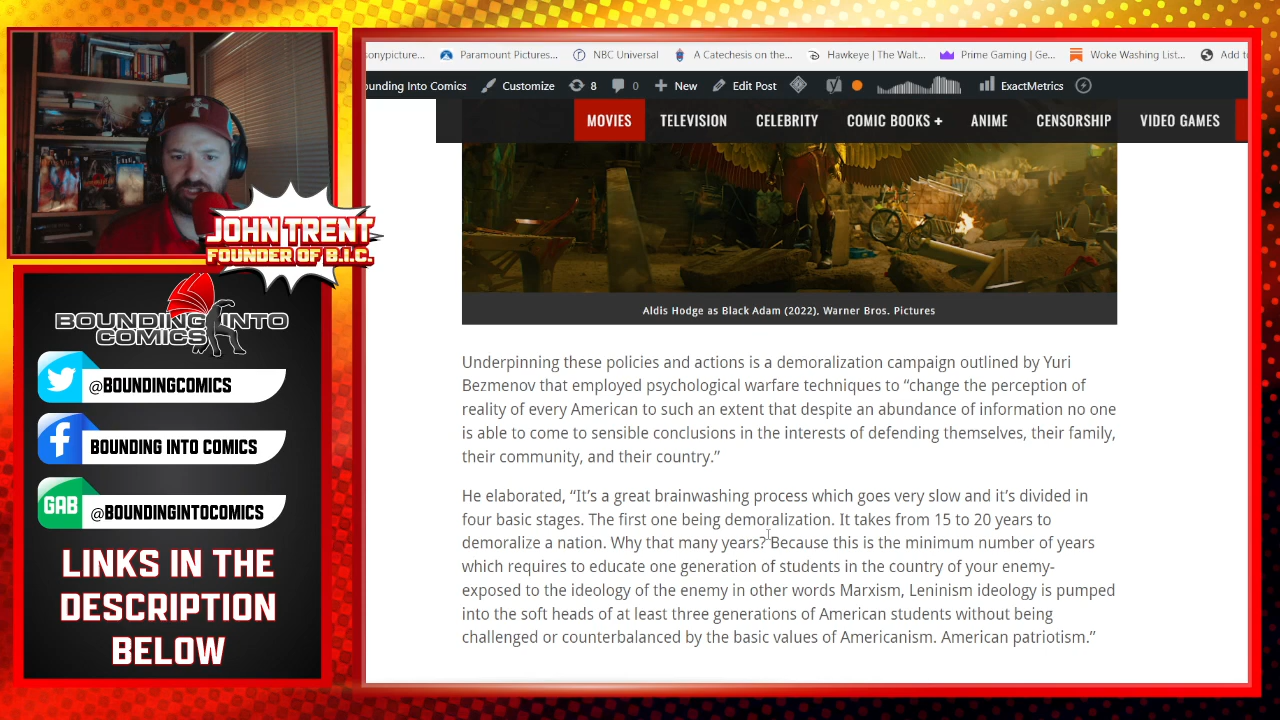 sonypicture...
Paramount Pictures...
NBC Universal
A Catechesis on the...
Hawkeye | The Walt...
Prime Gaming | Ge...
Woke Washing List...
Add t
ounding Into Comics
Customize
8
0
New
Edit Post
ExactMetrics
MOVIES
TELEVISION
CELEBRITY
COMIC BOOKS +
ANIME
CENSORSHIP
VIDEO GAMES
JOHN TRENT
FOUNDER OF B.I.C.
BOUNDING INTO
COMICS
@BOUNDINGCOMICS
BOUNDING INTO COMICS
GAB
@BOUNDINGINTOCOMICS
LINKS IN THE
DESCRIPTION
BELOW
Aldis Hodge as Black Adam (2022). Warner Bros. Pictures
Underpinning these policies and actions is a demoralization campaign outlined by Yuri
Bezmenov that employed psychological warfare techniques to “change the perception of
reality of every American to such an extent that despite an abundance of information no one
is able to come to sensible conclusions in the interests of defending themselves, their family,
their community, and their country.”
He elaborated, “It’s a great brainwashing process which goes very slow and it’s divided in
four basic stages. The first one being demoralization. It takes from 15 to 20 years to
demoralize a nation. Why that many years? Because this is the minimum number of years
which requires to educate one generation of students in the country of your enemy-
exposed to the ideology of the enemy in other words Marxism, Leninism ideology is pumped
into the soft heads of at least three generations of American students without being
challenged or counterbalanced by the basic values of Americanism. American patriotism.”